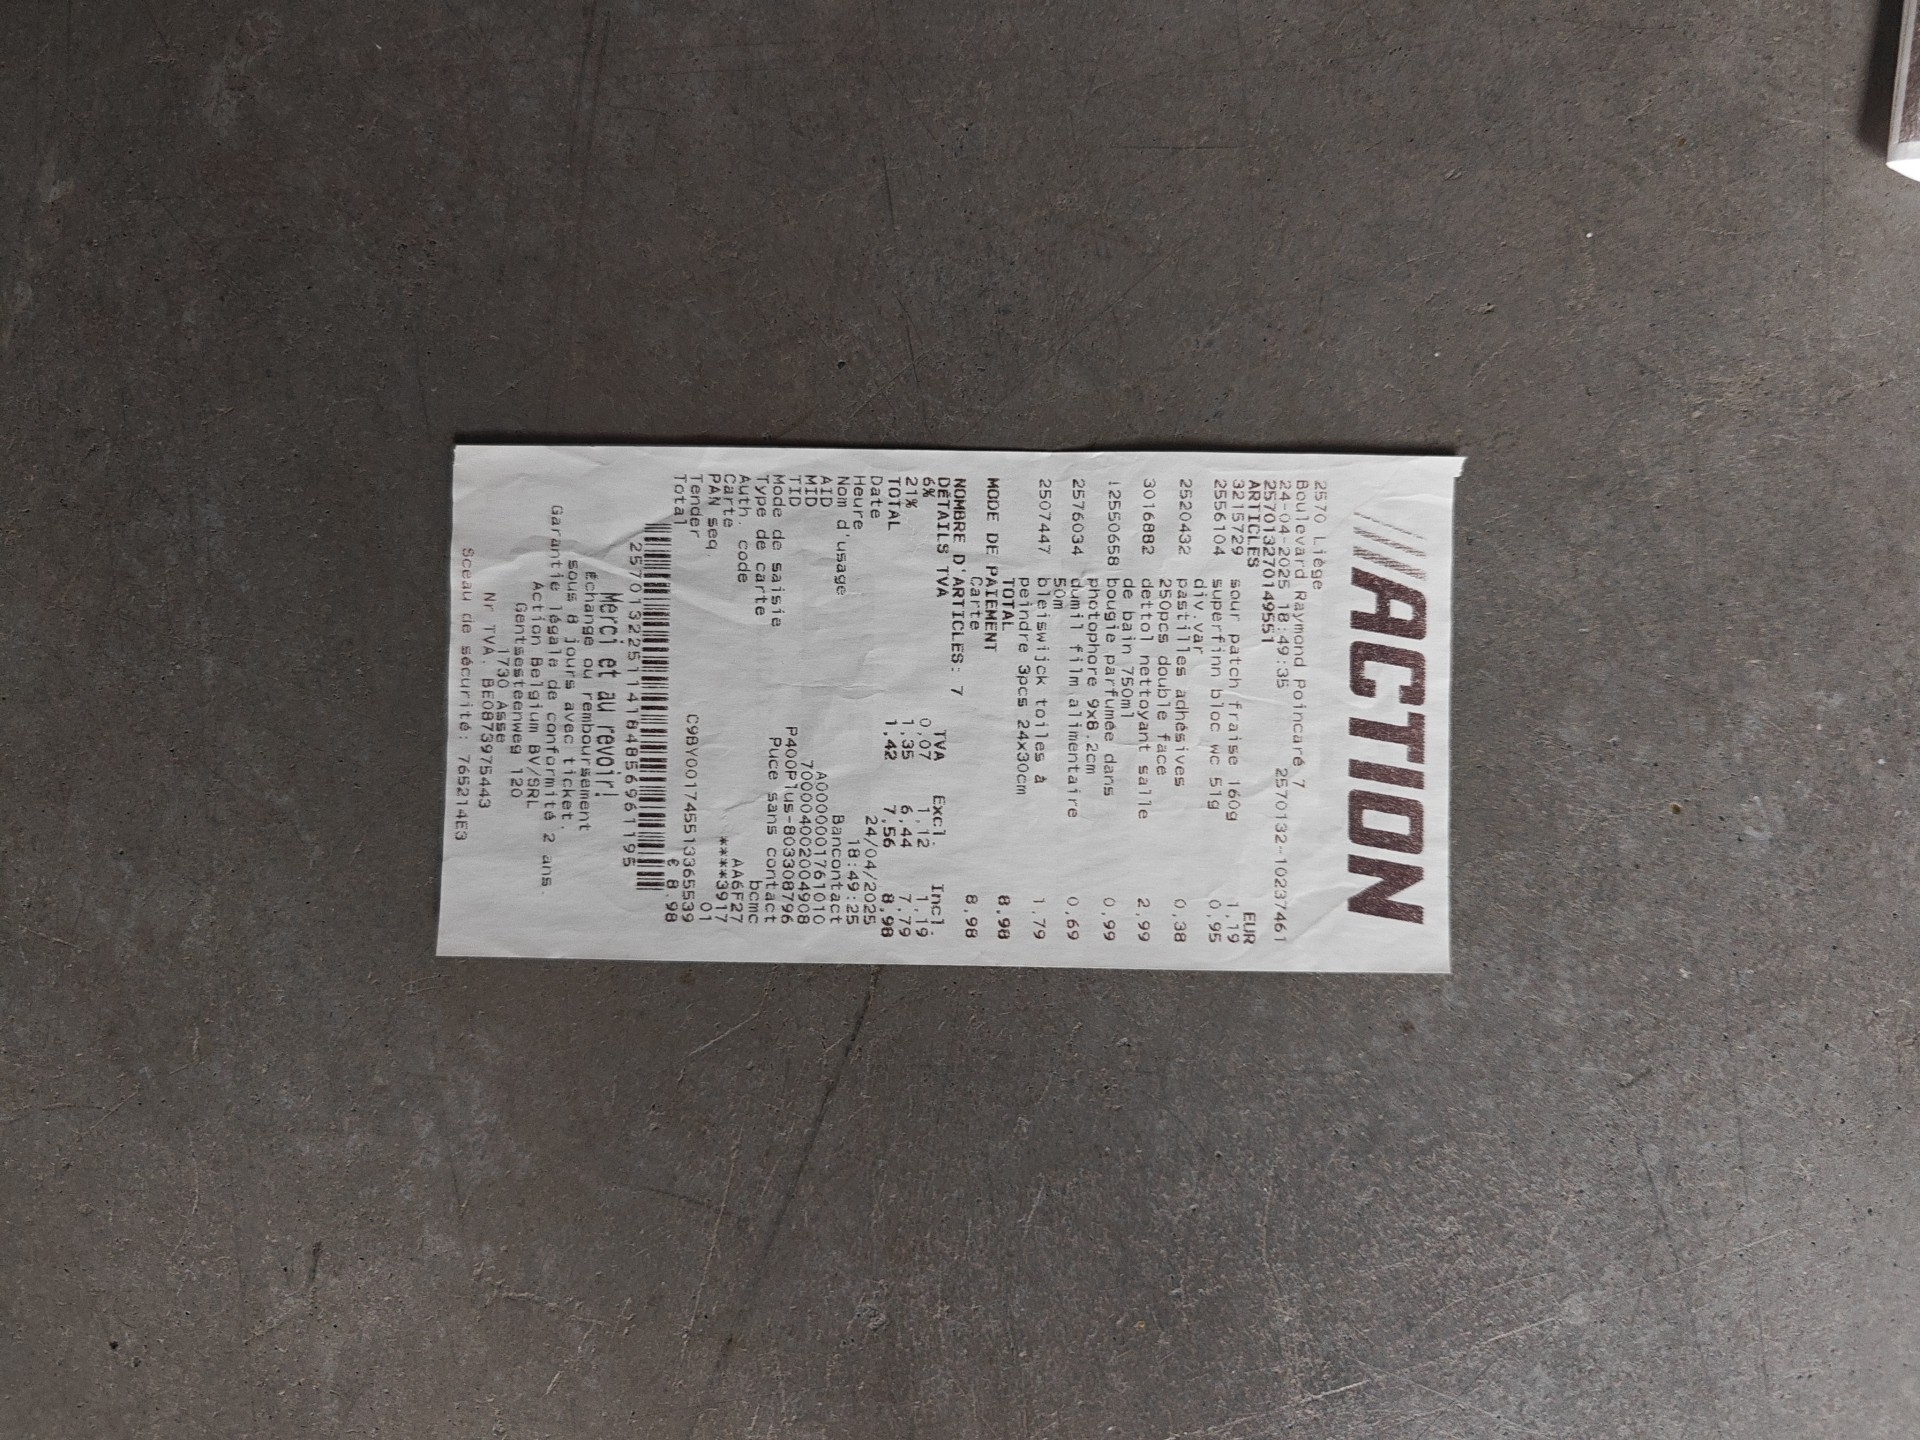 ACTION
2570 Liège
Boulevard Raymond Poincaré 7
24-04-2025 18:49:35 2570132-10237461
257013270149551
ARTICLES EUR
3215729 sour patch fraise 160g 1,19
2556104 superfinn bloc wc 51g 0,95
div.var
2520432 pastilles adhésives 0,38
250pcs double face
3016882 dettol nettoyant salle 2,99
de bain 750ml
12550658 bougie parfumée dans 0,99
photophore 9x8.2cm
2576034 dumil film alimentaire 0,69
50m
2507447 bleiswijck toiles à 1,79
peindre 3pcs 24x30cm
TOTAL 8,98
MODE DE PAIEMENT
Carte 8,98
NOMBRE D'ARTICLES: 7
DÉTAILS TVA TVA Excl. Incl.
6% 0,07 1,12 1,19
21% 1,35 6,44 7,79
TOTAL 1,42 7,56 8,98
Date 24/04/2025
Heure 18:49:25
Nom d'usage Bancontact
AID A0000001761010
MID 700004002004908
TID P400Plus-803308796
Mode de saisie Puce sans contact
Type de carte bcmc
Auth. code AA6F27
Carte ****3917
PAN seq. 01
Tender C9BY001745513365539
Total € 8.98
2570132251141848569611195
Merci et au revoir!
Échange ou remboursement
sous 8 jours avec ticket.
Garantie légale de conformité 2 ans.
Action Belgium BV/SRL
Gentsesteenweg 120
1730 Asse
Nr TVA. BE0873975443
Sceau de sécurité: 765214E3